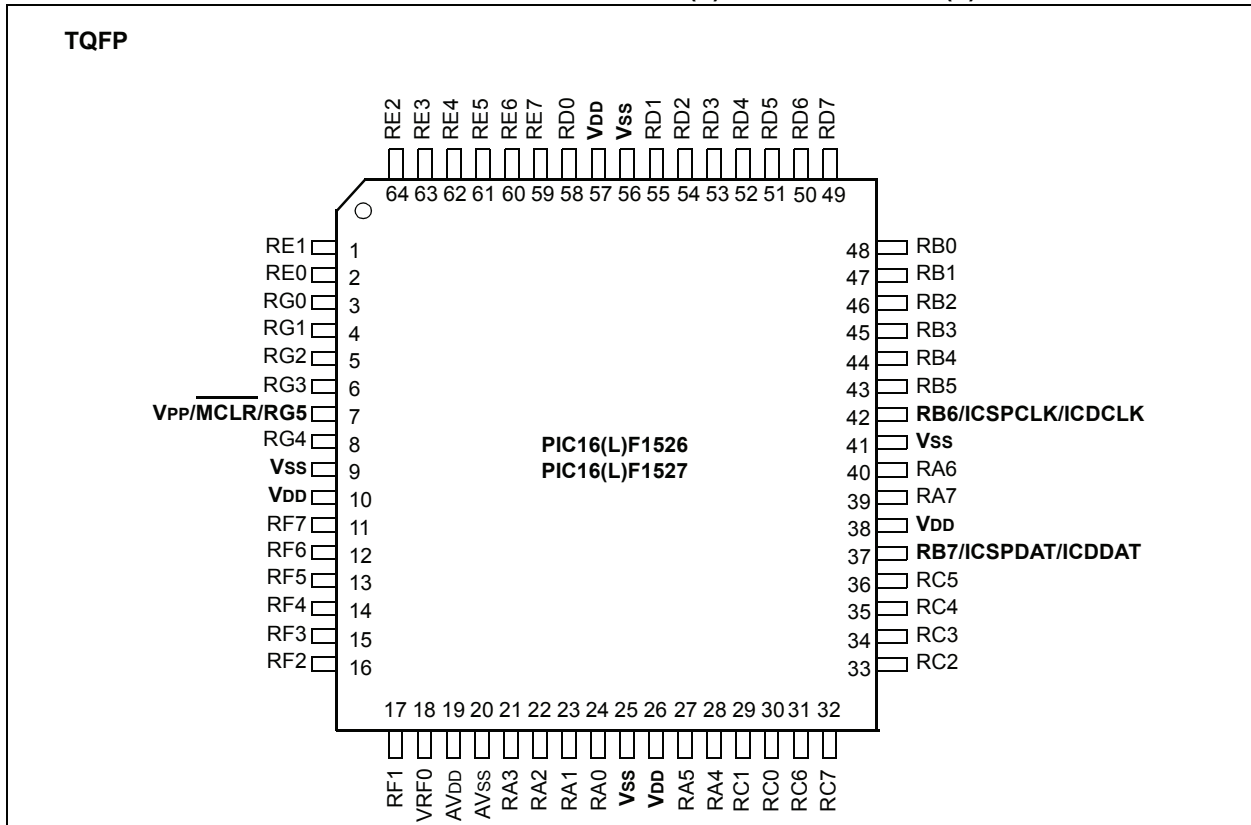 TQFP
RE2 RE3 RE4 RE5 RE6 RE7 RD0 VDD VSS RD1 RD2 RD3 RD4 RD5 RD6 RD7
64 63 62 61 60 59 58 57 56 55 54 53 52 51 50 49
RE1 1
RE0 2
RG0 3
RG1 4
RG2 5
RG3 6
VPP/MCLR/RG5 7
RG4 8
VSS 9
VDD 10
RF7 11
RF6 12
RF5 13
RF4 14
RF3 15
RF2 16
PIC16(L)F1526
PIC16(L)F1527
48 RB0
47 RB1
46 RB2
45 RB3
44 RB4
43 RB5
42 RB6/ICSPCLK/ICDCLK
41 VSS
40 RA6
39 RA7
38 VDD
37 RB7/ICSPDAT/ICDDAT
36 RC5
35 RC4
34 RC3
33 RC2
17 18 19 20 21 22 23 24 25 26 27 28 29 30 31 32
RF1 VRF0 AVDD AVSS RA3 RA2 RA1 RA0 VSS VDD RA5 RA4 RC1 RC0 RC6 RC7